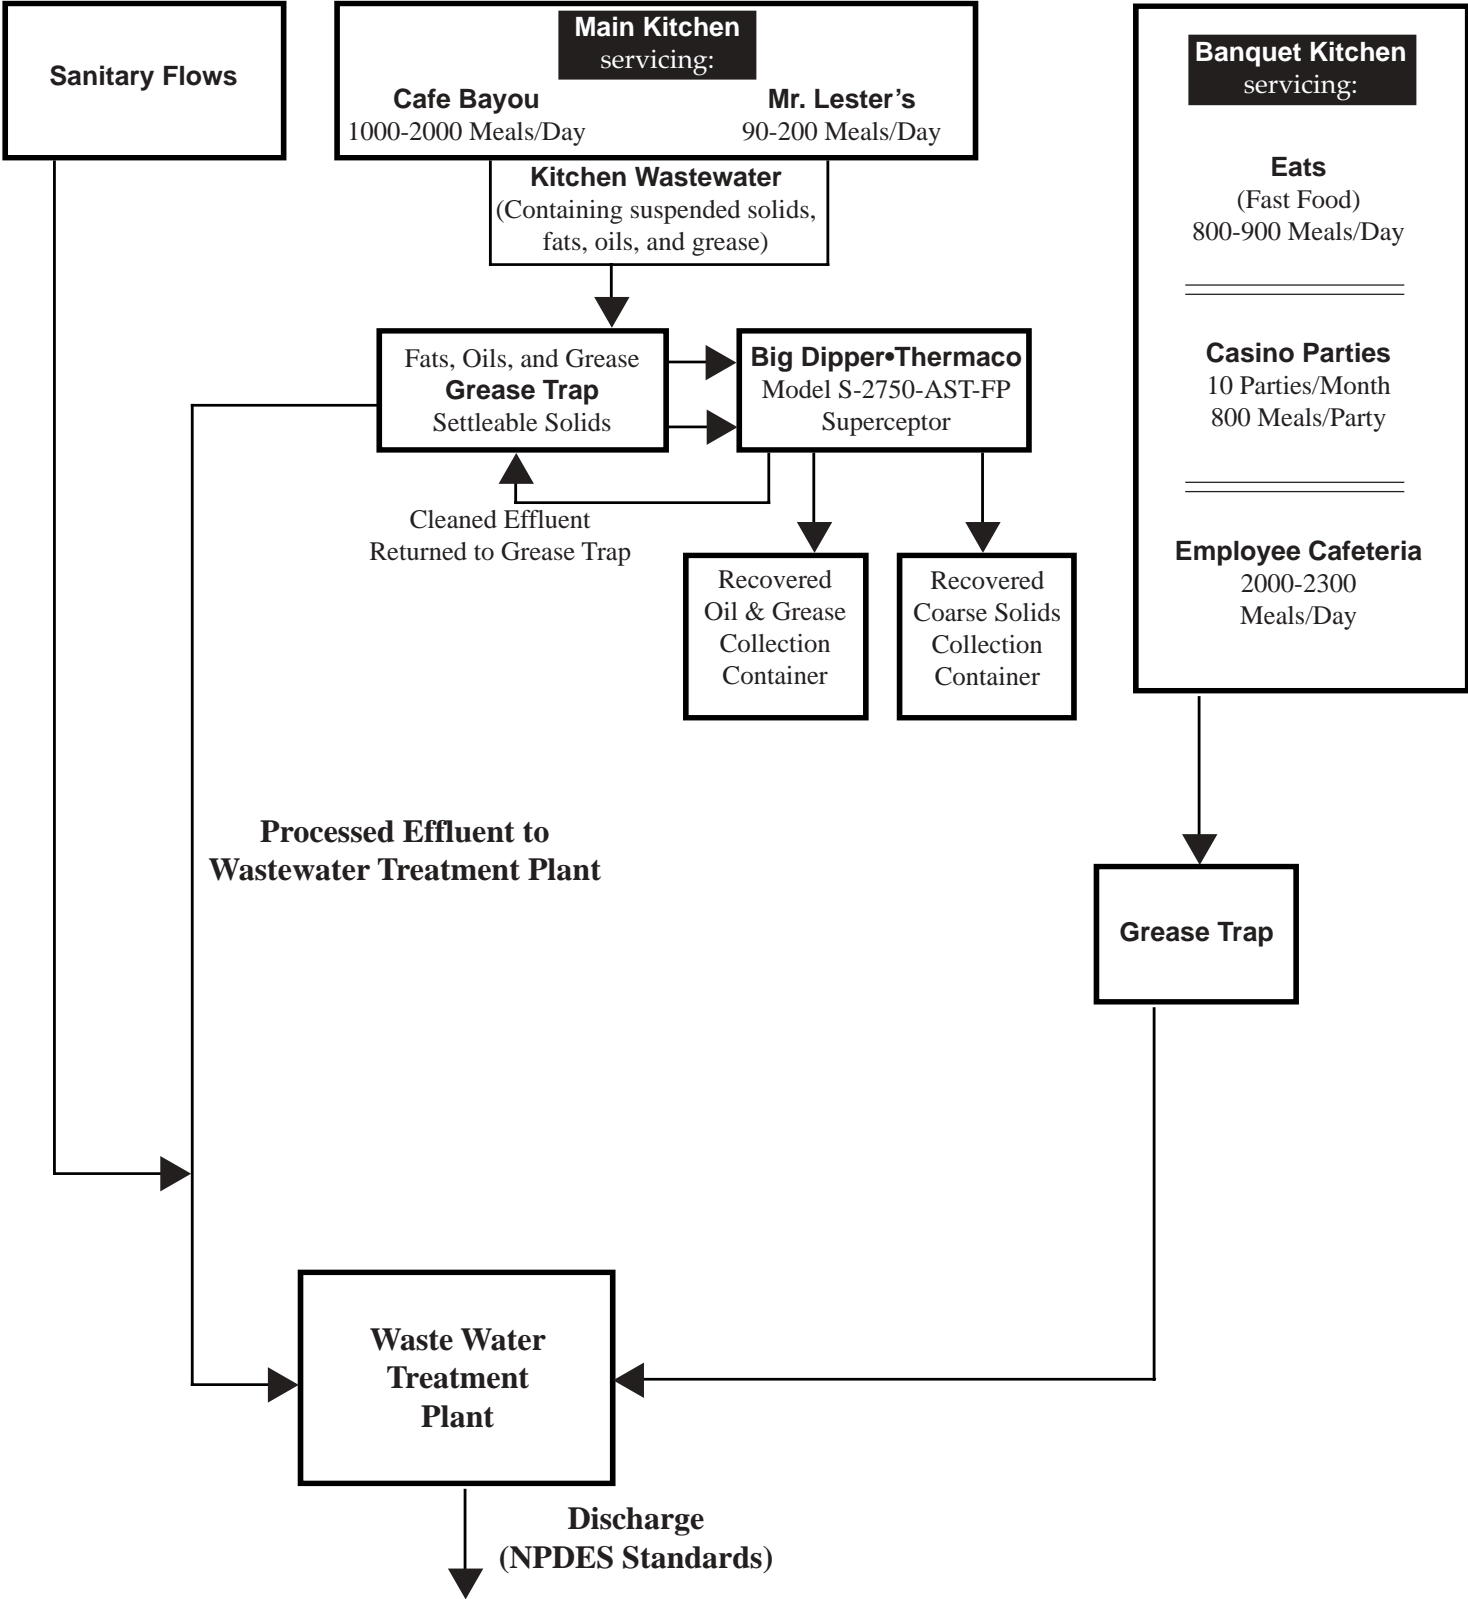 Sanitary Flows
Main Kitchen
servicing:
Cafe Bayou
1000-2000 Meals/Day
Mr. Lester’s
90-200 Meals/Day
Kitchen Wastewater
(Containing suspended solids,
fats, oils, and grease)
Fats, Oils, and Grease
Grease Trap
Settleable Solids
Big Dipper•Thermaco
Model S-2750-AST-FP
Superceptor
Cleaned Effluent
Returned to Grease Trap
Recovered
Oil & Grease
Collection
Container
Recovered
Coarse Solids
Collection
Container
Banquet Kitchen
servicing:
Eats
(Fast Food)
800-900 Meals/Day
Casino Parties
10 Parties/Month
800 Meals/Party
Employee Cafeteria
2000-2300
Meals/Day
Processed Effluent to
Wastewater Treatment Plant
Grease Trap
Waste Water
Treatment
Plant
Discharge
(NPDES Standards)